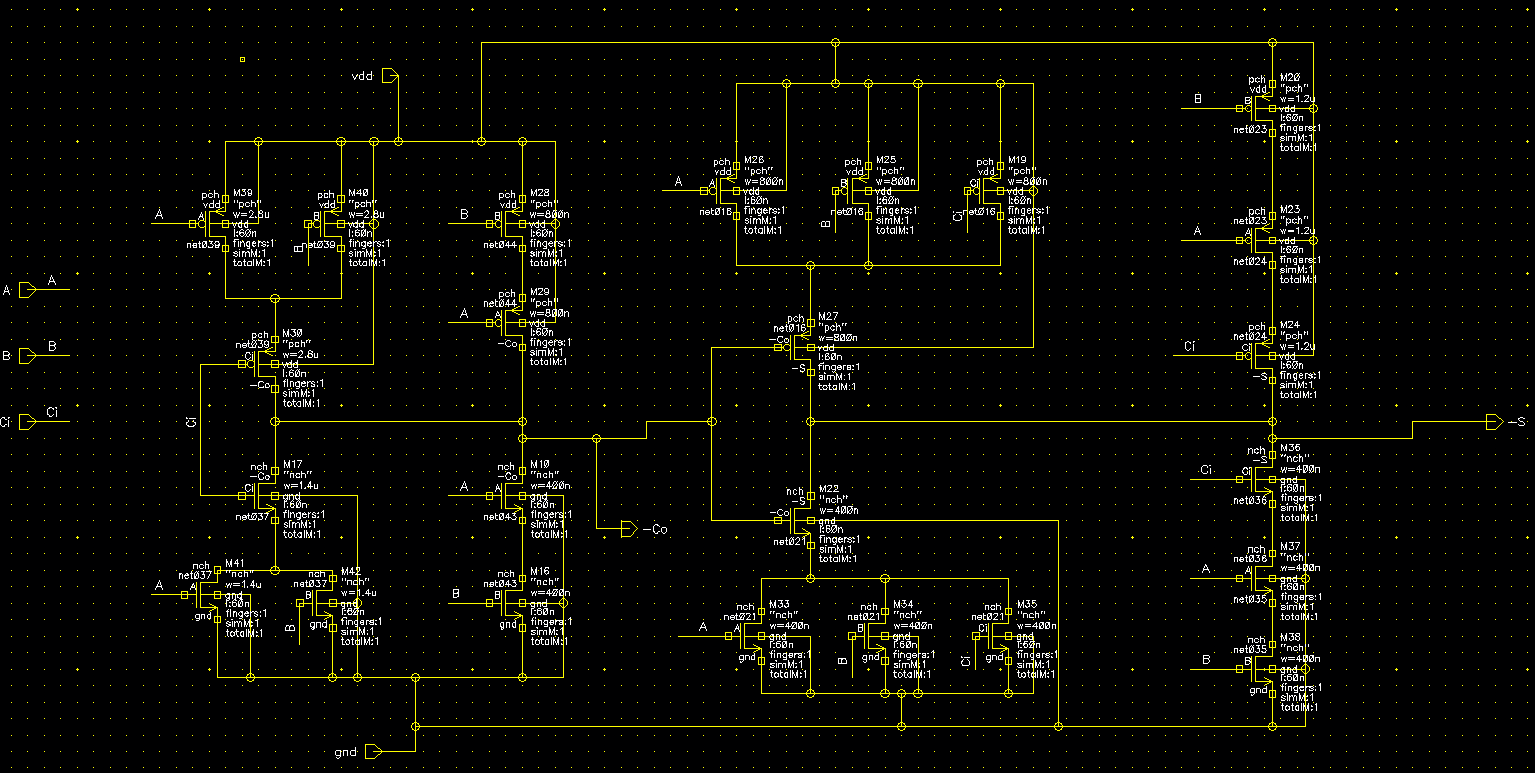 vdd
A
A
B
B
Ci
Ci
gnd
-Co
-S
pch
vdd
A
A
net039
M39
"pch"
w=2.8u
vdd
l:60n
fingers:1
simM:1
totalM:1
pch
vdd
B
B
net039
M40
"pch"
w=2.8u
vdd
l:60n
fingers:1
simM:1
totalM:1
pch
vdd
B
B
net044
M28
"pch"
w=800n
vdd
l:60n
fingers:1
simM:1
totalM:1
pch
net044
A
A
-Co
M29
"pch"
w=800n
vdd
l:60n
fingers:1
simM:1
totalM:1
pch
net039
Ci
Ci
-Co
M30
"pch"
w=2.8u
vdd
l:60n
fingers:1
simM:1
totalM:1
nch
-Co
Ci
net037
M17
"nch"
w=1.4u
gnd
l:60n
fingers:1
simM:1
totalM:1
nch
-Co
A
A
net043
M10
"nch"
w=400n
gnd
l:60n
fingers:1
simM:1
totalM:1
nch
net037
A
A
gnd
M41
"nch"
w=1.4u
gnd
l:60n
fingers:1
simM:1
totalM:1
nch
net037
B
B
gnd
M42
"nch"
w=1.4u
gnd
l:60n
fingers:1
simM:1
totalM:1
nch
net043
B
B
gnd
M16
"nch"
w=400n
gnd
l:60n
fingers:1
simM:1
totalM:1
pch
vdd
A
A
net016
M26
"pch"
w=800n
vdd
l:60n
fingers:1
simM:1
totalM:1
pch
vdd
B
B
net016
M25
"pch"
w=800n
vdd
l:60n
fingers:1
simM:1
totalM:1
pch
vdd
Ci
Ci
net016
M19
"pch"
w=800n
vdd
l:60n
fingers:1
simM:1
totalM:1
pch
net016
-Co
-S
M27
"pch"
w=800n
vdd
l:60n
fingers:1
simM:1
totalM:1
nch
-S
-Co
net021
M22
"nch"
w=400n
gnd
l:60n
fingers:1
simM:1
totalM:1
nch
net021
A
A
gnd
M33
"nch"
w=400n
gnd
l:60n
fingers:1
simM:1
totalM:1
nch
net021
B
B
gnd
M34
"nch"
w=400n
gnd
l:60n
fingers:1
simM:1
totalM:1
nch
net021
Ci
Ci
gnd
M35
"nch"
w=400n
gnd
l:60n
fingers:1
simM:1
totalM:1
pch
vdd
B
B
net023
M20
"pch"
w=1.2u
vdd
l:60n
fingers:1
simM:1
totalM:1
pch
net023
A
A
net024
M23
"pch"
w=1.2u
vdd
l:60n
fingers:1
simM:1
totalM:1
pch
net024
Ci
Ci
-S
M24
"pch"
w=1.2u
vdd
l:60n
fingers:1
simM:1
totalM:1
nch
-S
Ci
Ci
net036
M36
"nch"
w=400n
gnd
l:60n
fingers:1
simM:1
totalM:1
nch
net036
A
A
net035
M37
"nch"
w=400n
gnd
l:60n
fingers:1
simM:1
totalM:1
nch
net035
B
B
gnd
M38
"nch"
w=400n
gnd
l:60n
fingers:1
simM:1
totalM:1